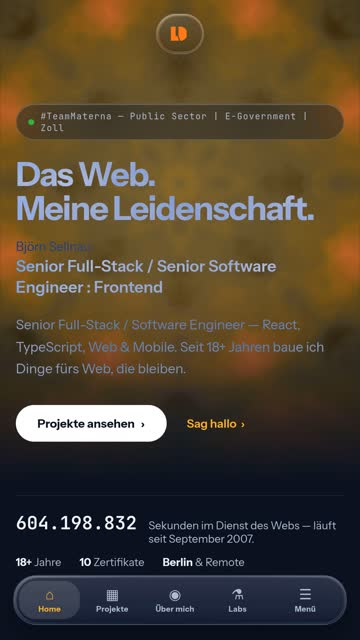 #TeamMaterna — Public Sector | E-Government |
Zoll
Das Web.
Meine Leidenschaft.
Björn Sellnau
Senior Full-Stack / Senior Software
Engineer : Frontend
Senior Full-Stack / Software Engineer — React,
TypeScript, Web & Mobile. Seit 18+ Jahren baue ich
Dinge fürs Web, die bleiben.
Projekte ansehen ›
Sag hallo ›
604.198.832 Sekunden im Dienst des Webs — läuft
seit September 2007.
18+ Jahre 10 Zertifikate Berlin & Remote
Home Projekte Über mich Labs Menü